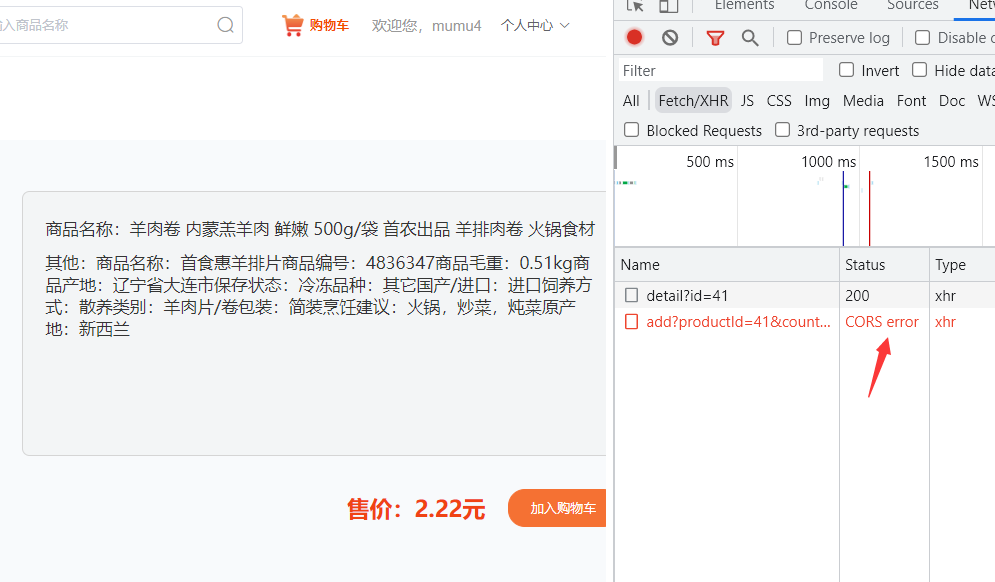 入商品名称
购物车
欢迎您，mumu4
个人中心
商品名称：羊肉卷 内蒙羔羊肉 鲜嫩 500g/袋 首农出品 羊排肉卷 火锅食材
其他：商品名称：首食惠羊排片商品编号：4836347商品毛重：0.51kg商
品产地：辽宁省大连市保存状态：冷冻品种：其它国产/进口：进口饲养方
式：散养类别：羊肉片/卷包装：简装烹饪建议：火锅，炒菜，炖菜原产
地：新西兰
售价：2.22元
加入购物车
Elements Console Sources Netw
Preserve log Disable c
Filter
Invert Hide data
All Fetch/XHR JS CSS Img Media Font Doc WS
Blocked Requests 3rd-party requests
500 ms 1000 ms 1500 ms
Name Status Type
detail?id=41 200 xhr
add?productId=41&count... CORS error xhr